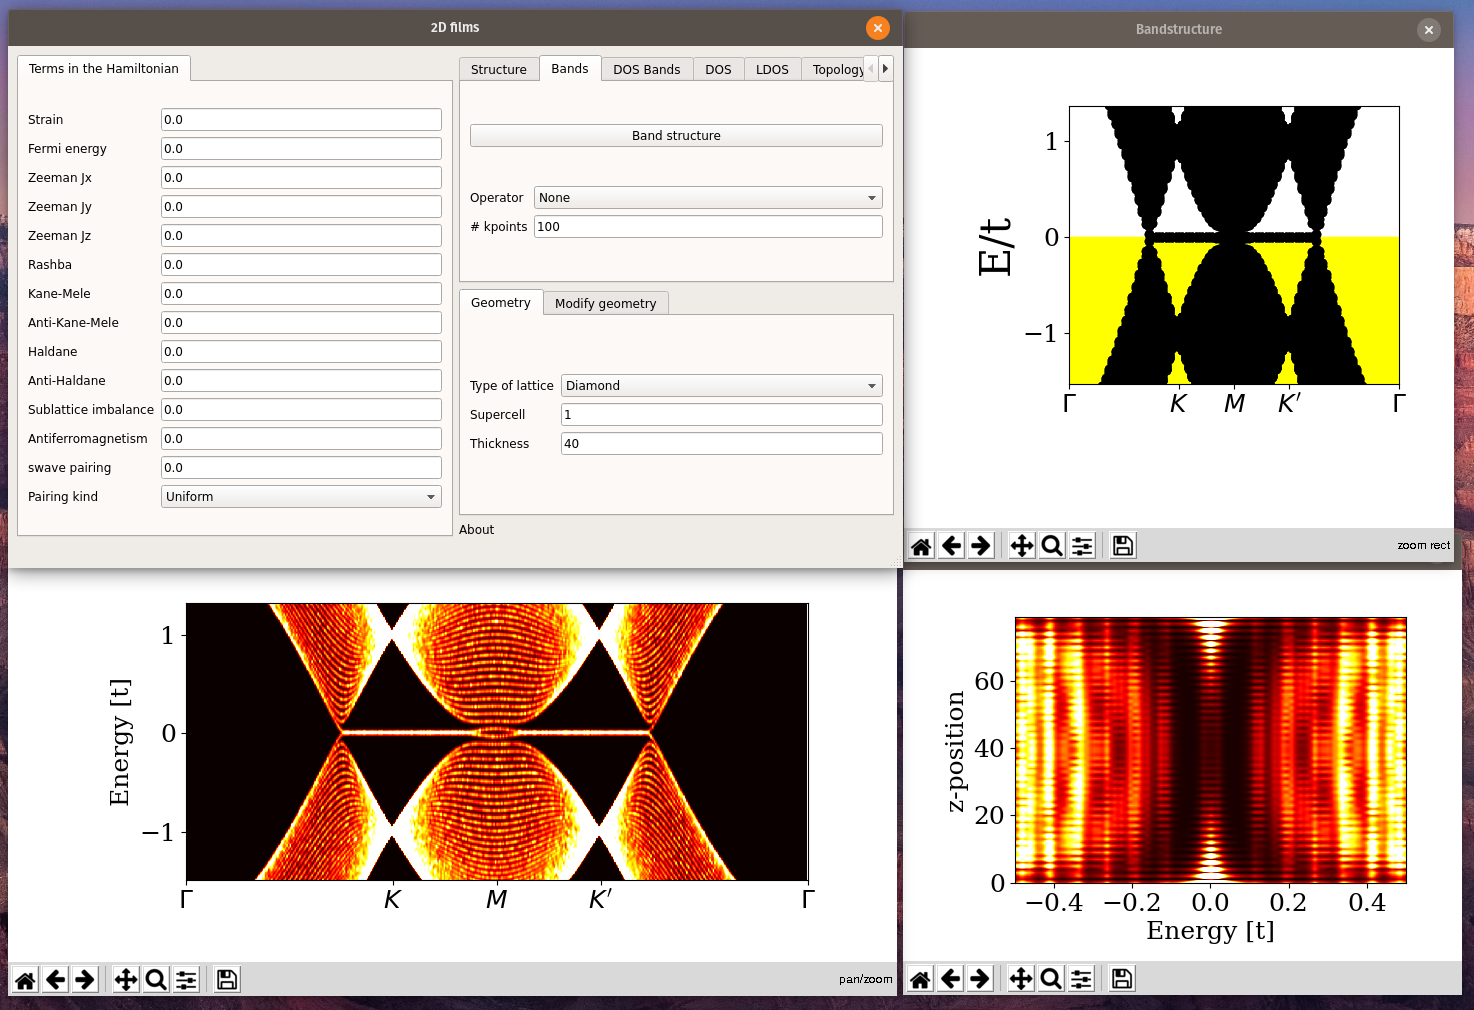 2D films
Terms in the Hamiltonian
Strain 0.0
Fermi energy 0.0
Zeeman Jx 0.0
Zeeman Jy 0.0
Zeeman Jz 0.0
Rashba 0.0
Kane-Mele 0.0
Anti-Kane-Mele 0.0
Haldane 0.0
Anti-Haldane 0.0
Sublattice imbalance 0.0
Antiferromagnetism 0.0
swave pairing 0.0
Pairing kind Uniform
Structure Bands DOS Bands DOS LDOS Topology
Band structure
Operator None
# kpoints 100
Geometry Modify geometry
Type of lattice Diamond
Supercell 1
Thickness 40
About
Bandstructure
E/t
1
0
−1
Γ K M K′ Γ
zoom rect
Energy [t]
1
0
−1
Γ K M K′ Γ
pan/zoom
z-position
60
40
20
0
−0.4 −0.2 0.0 0.2 0.4
Energy [t]